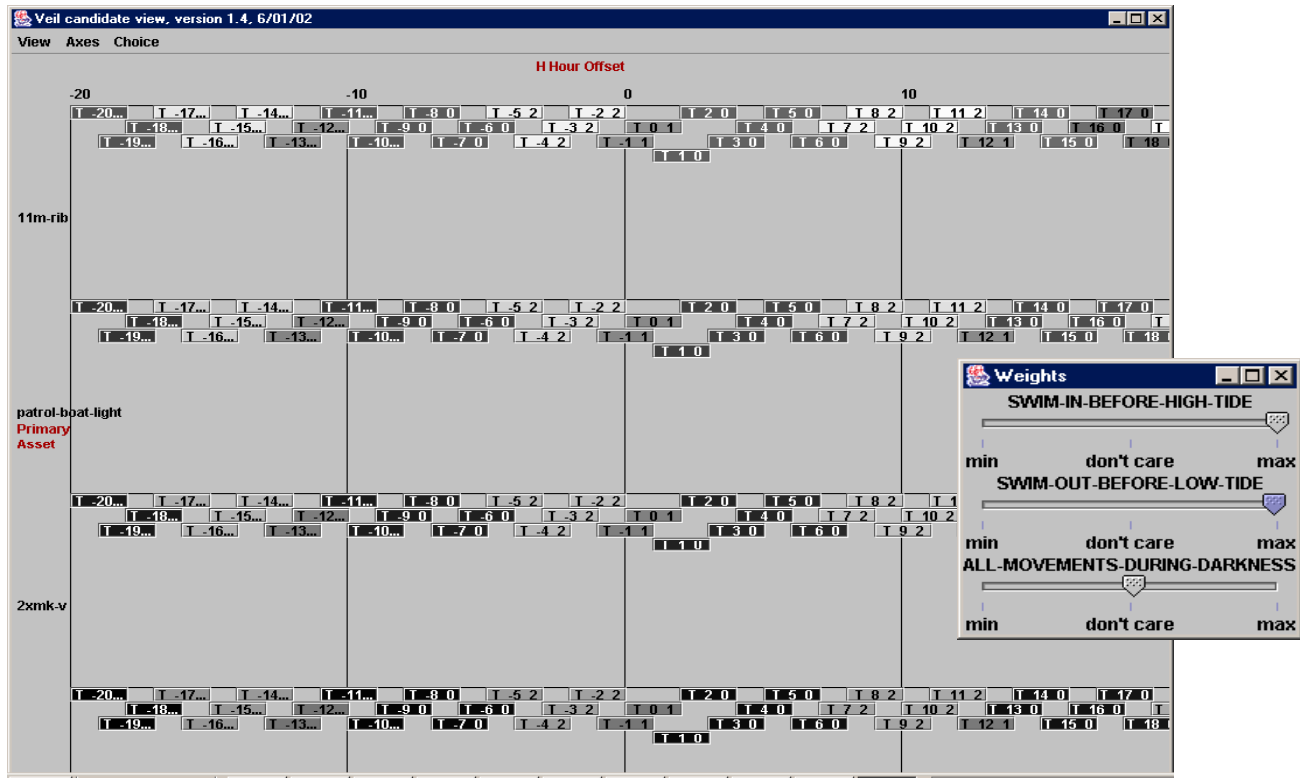 Veil candidate view, version 1.4, 6/01/02
View Axes Choice
H Hour Offset
-20 -10 0 10
T -20... T -17... T -14... T -11... T -8 0 T -5 2 T -2 2 T 2 0 T 5 0 T 8 2 T 11 2 T 14 0 T 17 0
T -18... T -15... T -12... T -9 0 T -6 0 T -3 2 T 0 1 T 4 0 T 7 2 T 10 2 T 13 0 T 16 0 T
T -19... T -16... T -13... T -10... T -7 0 T -4 2 T -1 1 T 3 0 T 6 0 T 9 2 T 12 1 T 15 0 T 18
T 1 0
11m-rib
T -20... T -17... T -14... T -11... T -8 0 T -5 2 T -2 2 T 2 0 T 5 0 T 8 2 T 11 2 T 14 0 T 17 0
T -18... T -15... T -12... T -9 0 T -6 0 T -3 2 T 0 1 T 4 0 T 7 2 T 10 2 T 13 0 T 16 0 T
T -19... T -16... T -13... T -10... T -7 0 T -4 2 T -1 1 T 3 0 T 6 0 T 9 2 T 12 1 T 15 0 T 18
T 1 0
patrol-boat-light
Primary
Asset
T -20... T -17... T -14... T -11... T -8 0 T -5 2 T -2 2 T 2 0 T 5 0 T 8 2 T 1
T -18... T -15... T -12... T -9 0 T -6 0 T -3 2 T 0 1 T 4 0 T 7 2 T 10 2
T -19... T -16... T -13... T -10... T -7 0 T -4 2 T -1 1 T 3 0 T 6 0 T 9 2
T 1 0
2xmk-v
T -20... T -17... T -14... T -11... T -8 0 T -5 2 T -2 2 T 2 0 T 5 0 T 8 2 T 11 2 T 14 0 T 17 0
T -18... T -15... T -12... T -9 0 T -6 0 T -3 2 T 0 1 T 4 0 T 7 2 T 10 2 T 13 0 T 16 0 T
T -19... T -16... T -13... T -10... T -7 0 T -4 2 T -1 1 T 3 0 T 6 0 T 9 2 T 12 1 T 15 0 T 18
T 1 0
Weights
SWIM-IN-BEFORE-HIGH-TIDE
min don't care max
SWIM-OUT-BEFORE-LOW-TIDE
min don't care max
ALL-MOVEMENTS-DURING-DARKNESS
min don't care max